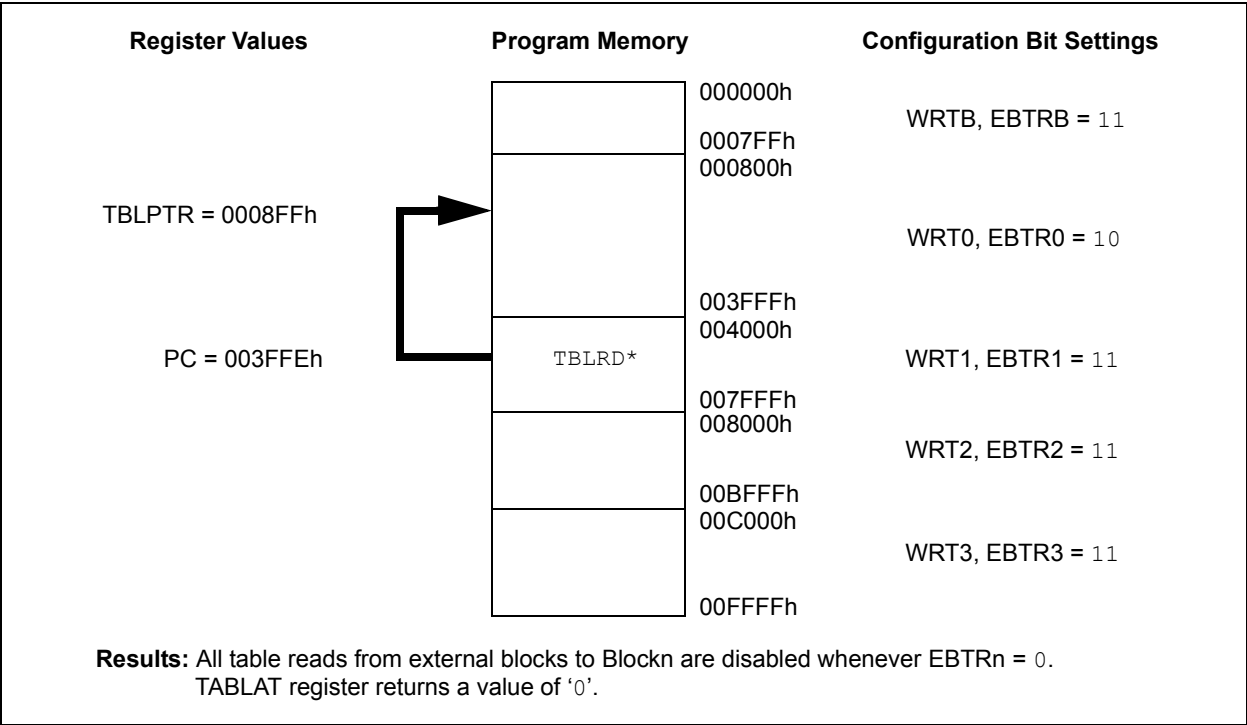 Register Values Program Memory Configuration Bit Settings
000000h
WRTB, EBTRB = 11
0007FFh
000800h
TBLPTR = 0008FFh
WRT0, EBTR0 = 10
003FFFh
004000h
PC = 003FFEh TBLRD* WRT1, EBTR1 = 11
007FFFh
008000h
WRT2, EBTR2 = 11
00BFFFh
00C000h
WRT3, EBTR3 = 11
00FFFFh
Results: All table reads from external blocks to Blockn are disabled whenever EBTRn = 0.
TABLAT register returns a value of ‘0’.